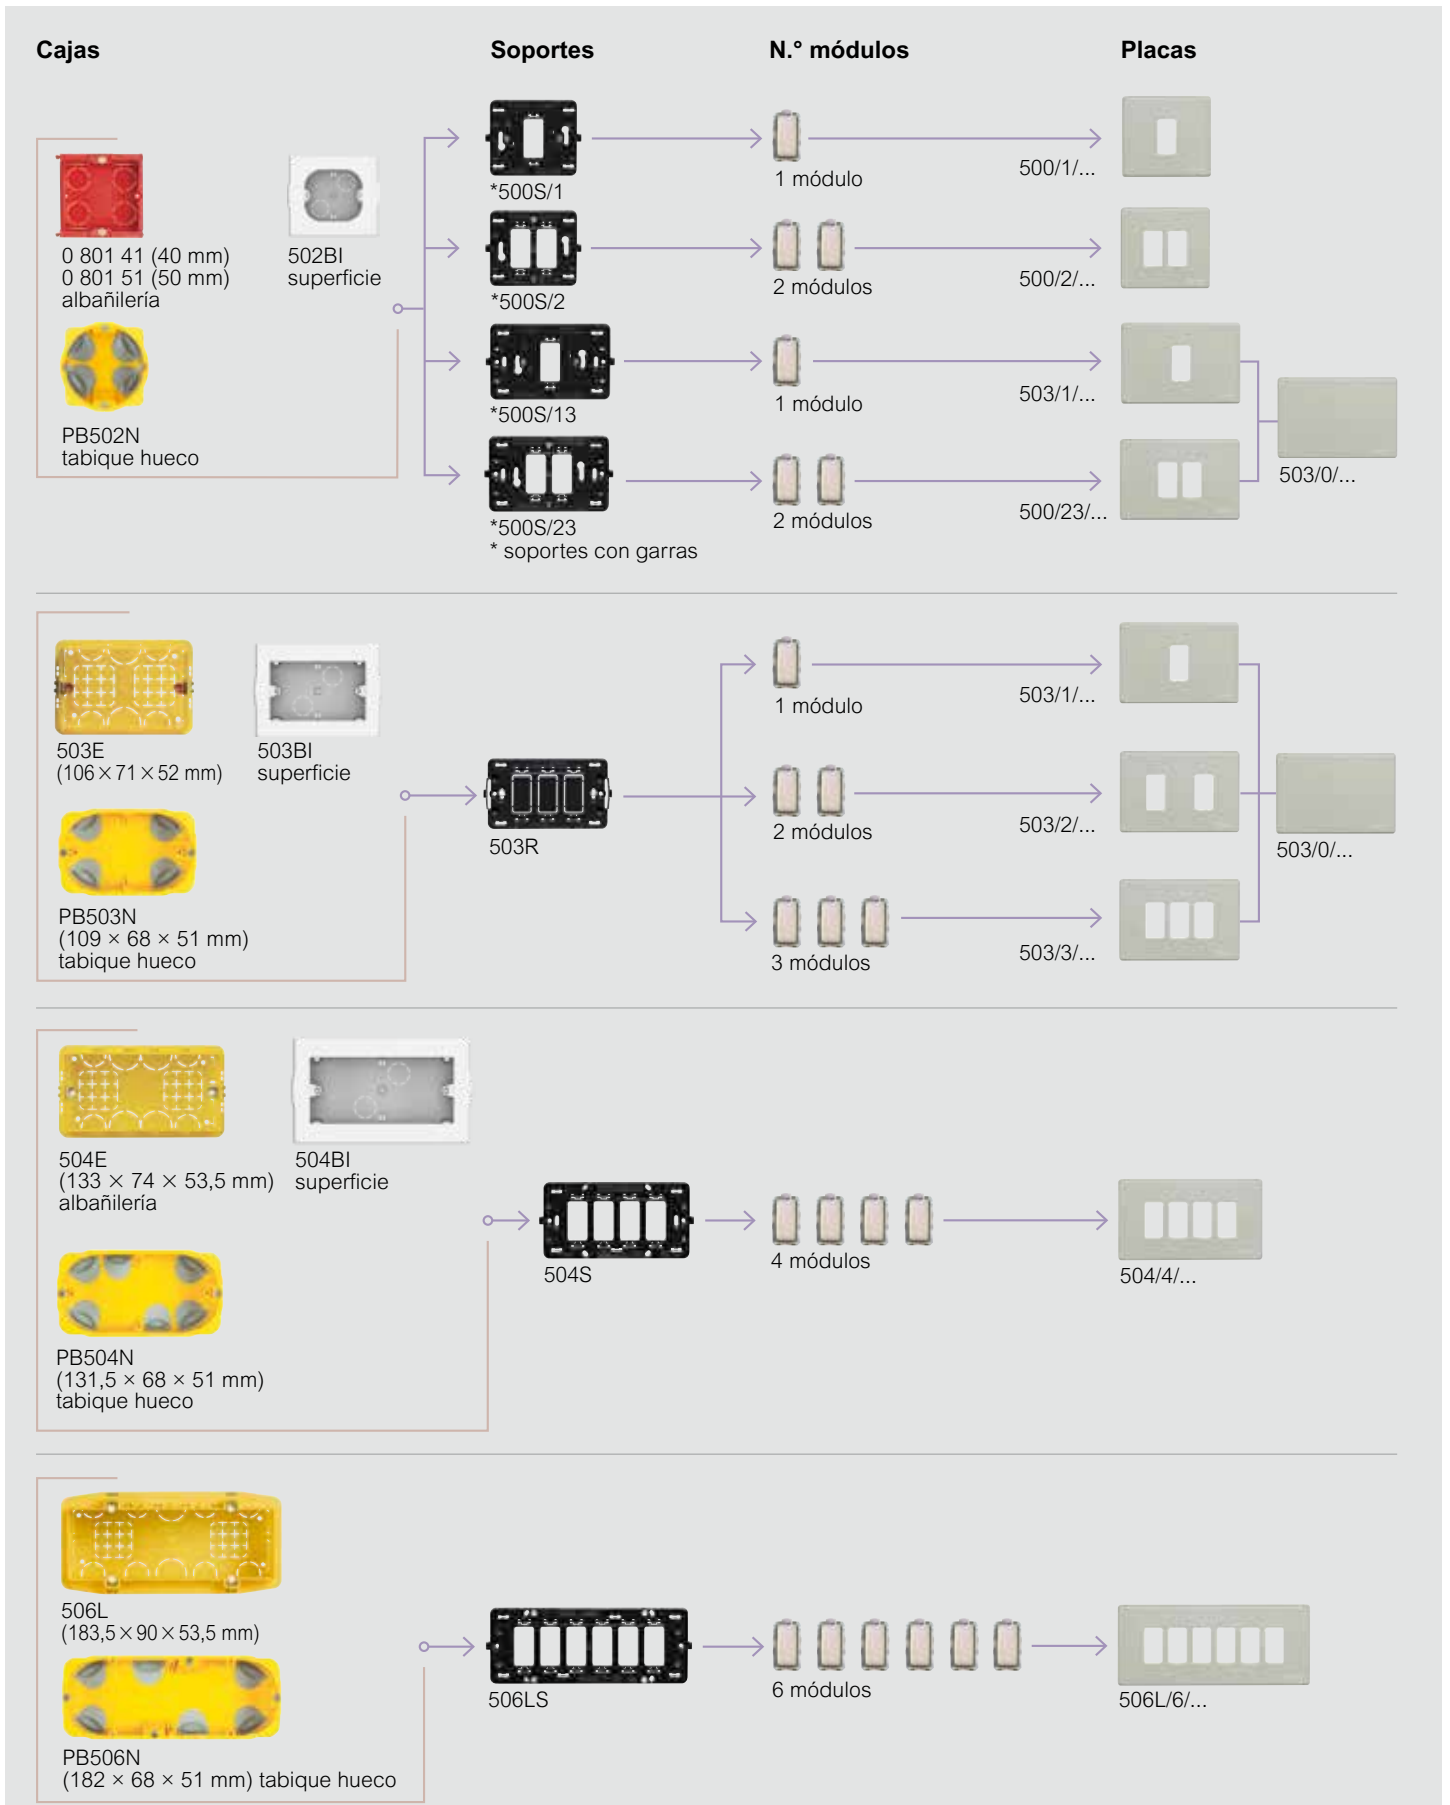 Cajas
Soportes
N.° módulos
Placas
0 801 41 (40 mm)
0 801 51 (50 mm)
albañilería
502BI
superficie
PB502N
tabique hueco
*500S/1
1 módulo
500/1/...
*500S/2
2 módulos
500/2/...
*500S/13
1 módulo
503/1/...
*500S/23
* soportes con garras
2 módulos
500/23/...
503/0/...
503E
(106×71×52 mm)
503BI
superficie
PB503N
(109 × 68 × 51 mm)
tabique hueco
503R
1 módulo
503/1/...
2 módulos
503/2/...
3 módulos
503/3/...
503/0/...
504E
(133 × 74 × 53,5 mm)
albañilería
504BI
superficie
PB504N
(131,5 × 68 × 51 mm)
tabique hueco
504S
4 módulos
504/4/...
506L
(183,5×90×53,5 mm)
PB506N
(182 × 68 × 51 mm) tabique hueco
506LS
6 módulos
506L/6/...